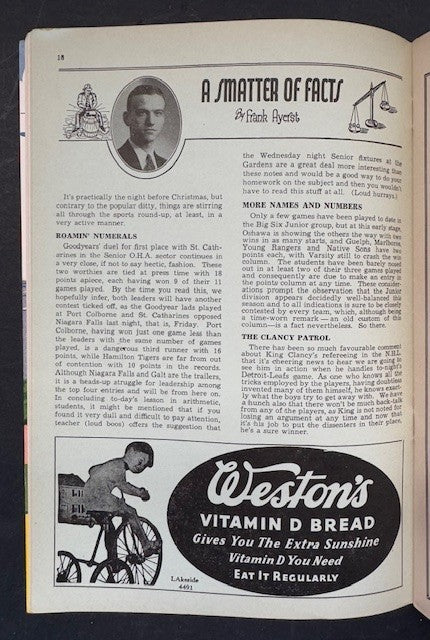 18
A SMATTER OF FACTS
By Frank Ayerst
It's practically the night before Christmas, but
contrary to the popular ditty, things are stirring
all through the sports round-up, at least, in a
very active manner.
ROAMIN' NUMERALS
Goodyears' duel for first place with St. Cath-
arines in the Senior O.H.A. sector continues in
a very close, if not to say hectic, fashion. These
two worthies are tied at press time with 18
points apiece, each having won 9 of their 11
games played. By the time you read this, we
hopefully infer, both leaders will have another
contest ticked off, as the Goodyear lads played
at Port Colborne and St. Catharines opposed
Niagara Falls last night, that is, Friday. Port
Colborne, having won just one game less than
the leaders with the same number of games
played, is a dangerous third runner with 16
points, while Hamilton Tigers are far from out
of contention with 10 points in the records.
Although Niagara Falls and Galt are the trailers,
it is a heads-up struggle for leadership among
the top four entries and will be from here on.
In concluding to-day's lesson in arithmetic,
students, it might be mentioned that if you
found it very dull and difficult to pay attention,
teacher (loud boos) offers the suggestion that
the Wednesday night Senior fixtures at the
Gardens are a great deal more interesting than
these notes and would be a good way to do your
homework on the subject and then you wouldn't
have to read this stuff at all. (Loud hurrays.)
MORE NAMES AND NUMBERS
Only a few games have been played to date in
the Big Six Junior group, but at this early stage,
Oshawa is showing the others the way with two
wins in as many starts, and Guelph, Marlboros,
Young Rangers and Native Sons have two
points each, with Varsity still to crash the win
column. The students have been barely nosed
out in at least two of their three games played
and consequently are due to make an entry in
the points column at any time. These consider-
ations prompt the observation that the Junior
division appears decidedly well-balanced this
season and to all indications is sure to be closely
contested by every team, which, although being
a time-worn remark—an old custom of this
column—is a fact nevertheless. So there.
THE CLANCY PATROL
There has been so much favourable comment
about King Clancy's refereeing in the N.H.L.
that it's cheering news to hear we are going to
see him in action when he handles to-night's
Detroit-Leafs game. As one who knows all the
tricks employed by the players, having doubtless
invented many of them himself, he knows exact-
ly what the boys try to get away with. We have
a hunch also that there won't be much back-talk
from any of the players, as King is not noted for
losing an argument at any time and now that
it's his job to put the dissenters in their place,
he's a sure winner.
Weston's
VITAMIN D BREAD
Gives You The Extra Sunshine
Vitamin D You Need
EAT IT REGULARLY
LAkeside
4491